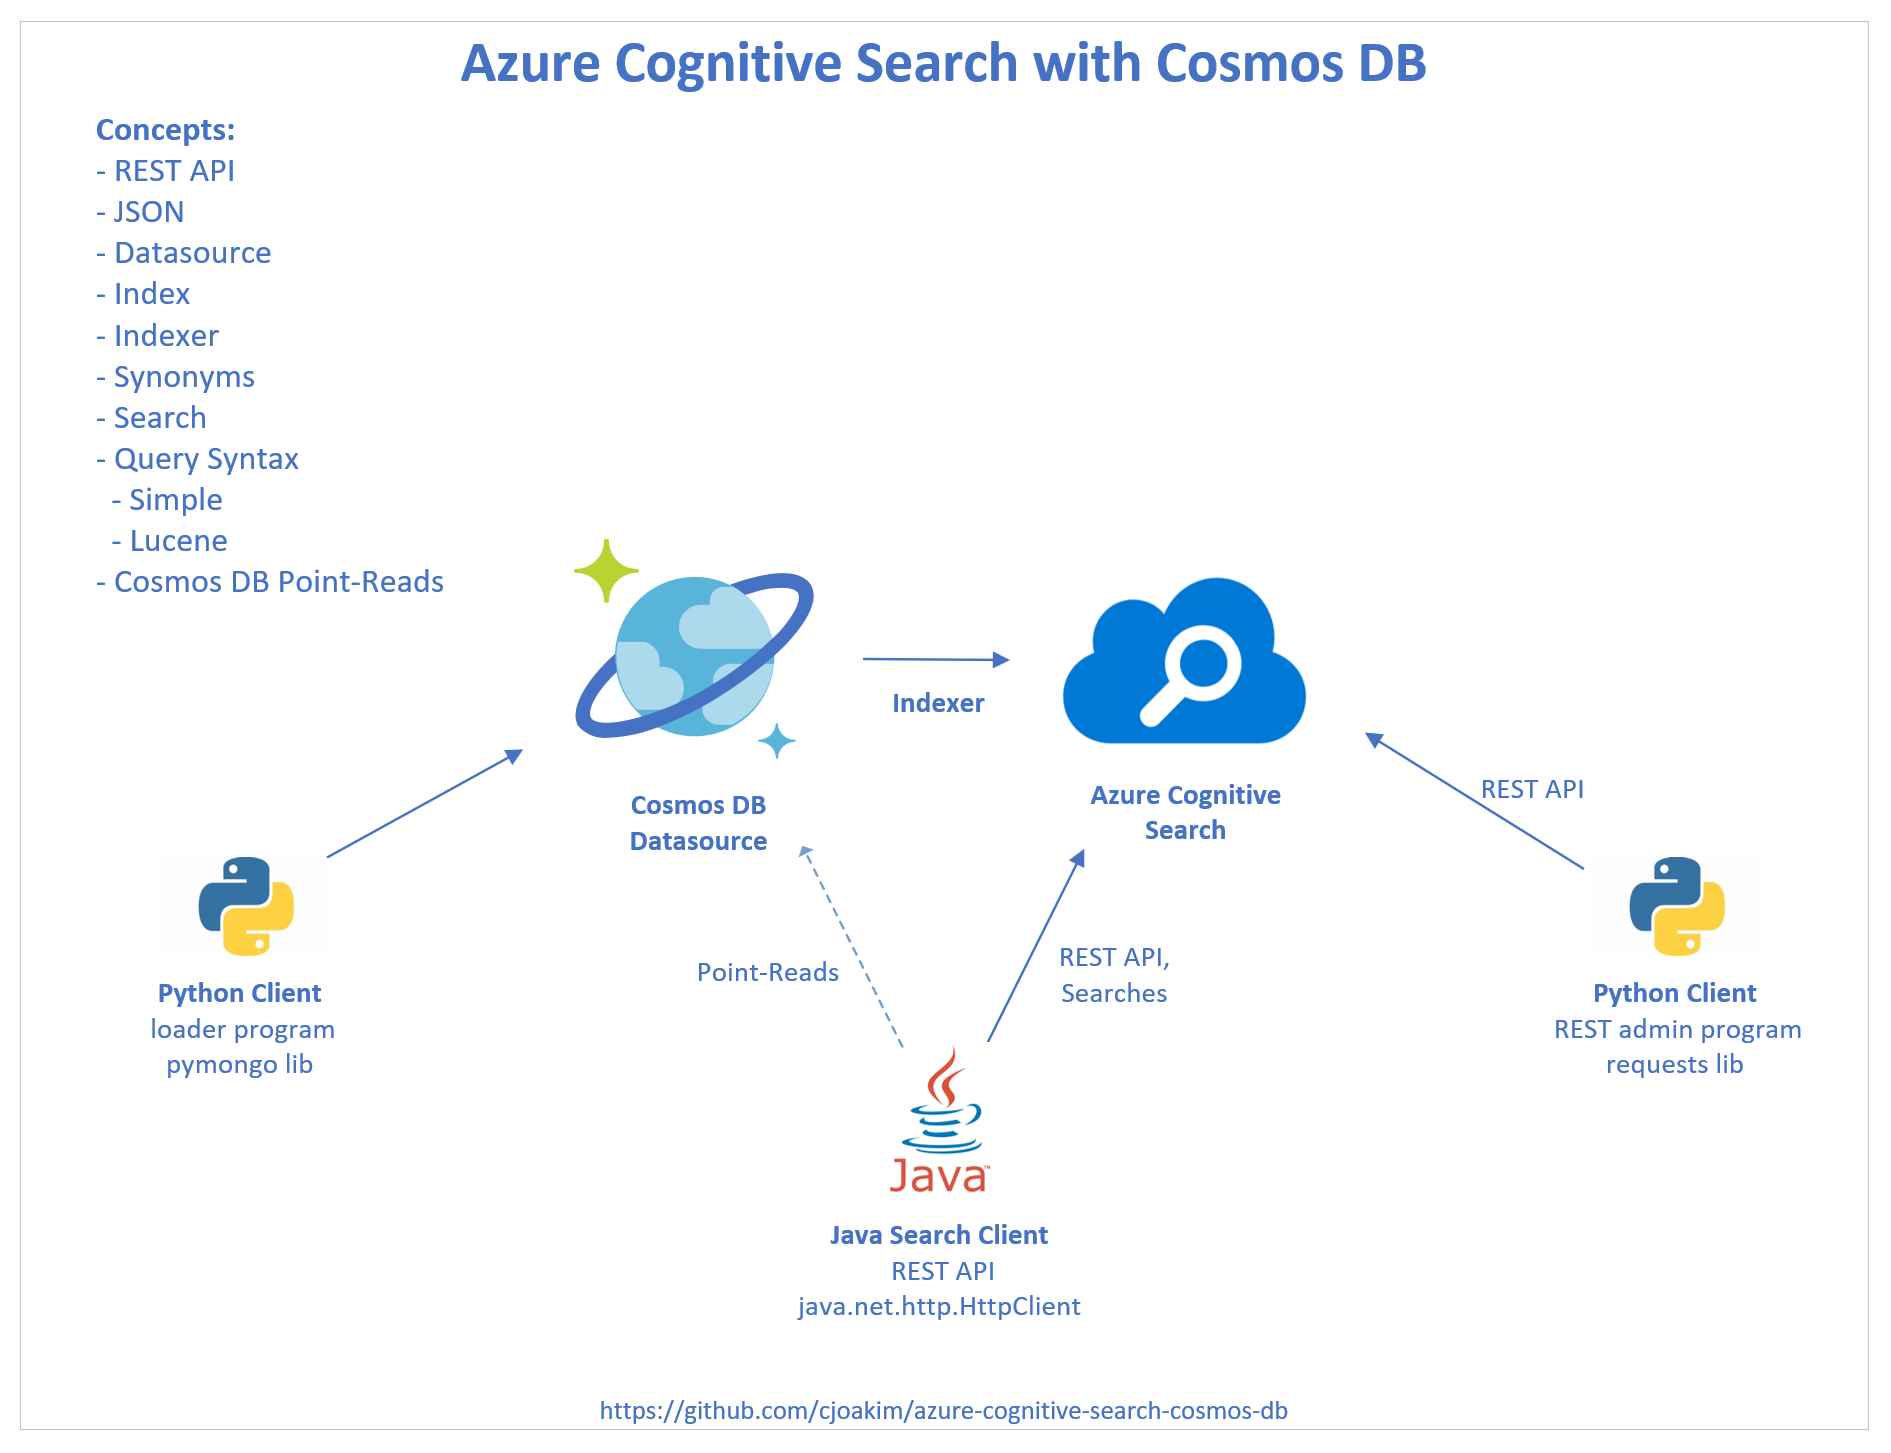 Azure Cognitive Search with Cosmos DB
Concepts:
- REST API
- JSON
- Datasource
- Index
- Indexer
- Synonyms
- Search
- Query Syntax
- Simple
- Lucene
- Cosmos DB Point-Reads
Indexer
Cosmos DB
Datasource
Azure Cognitive
Search
REST API
Point-Reads
REST API,
Searches
Python Client
loader program
pymongo lib
Python Client
REST admin program
requests lib
Java™
Java Search Client
REST API
java.net.http.HttpClient
https://github.com/cjoakim/azure-cognitive-search-cosmos-db